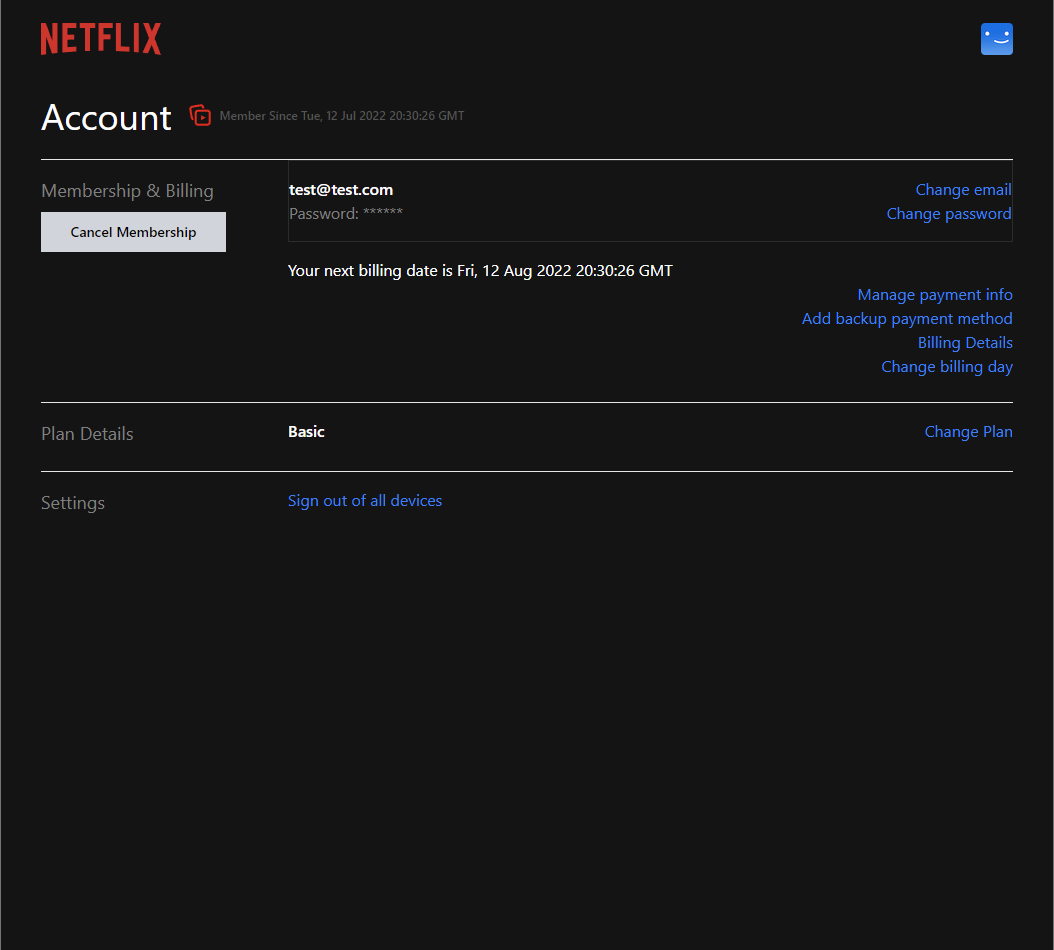 NETFLIX
Account
Member Since Tue, 12 Jul 2022 20:30:26 GMT
Membership & Billing
Cancel Membership
test@test.com
Change email
Password: ******
Change password
Your next billing date is Fri, 12 Aug 2022 20:30:26 GMT
Manage payment info
Add backup payment method
Billing Details
Change billing day
Plan Details
Basic
Change Plan
Settings
Sign out of all devices